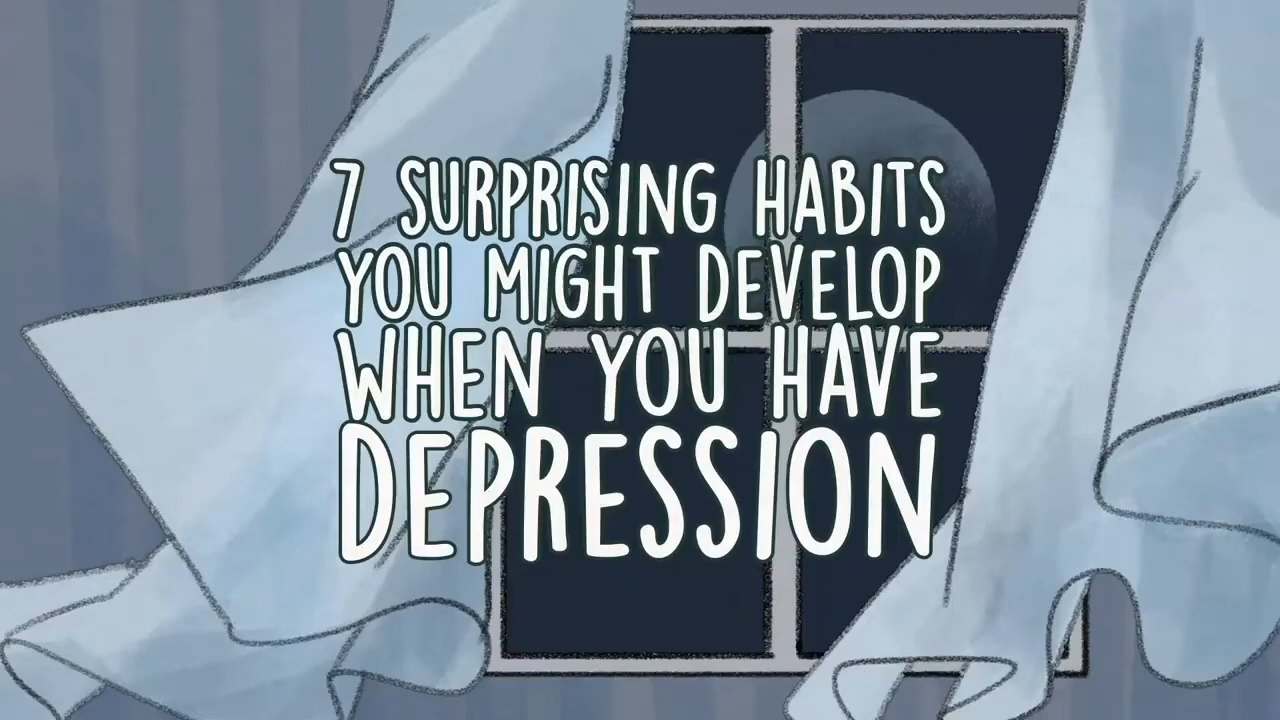 7 SURPRISING HABITS
YOU MIGHT DEVELOP
WHEN YOU HAVE
DEPRESSION